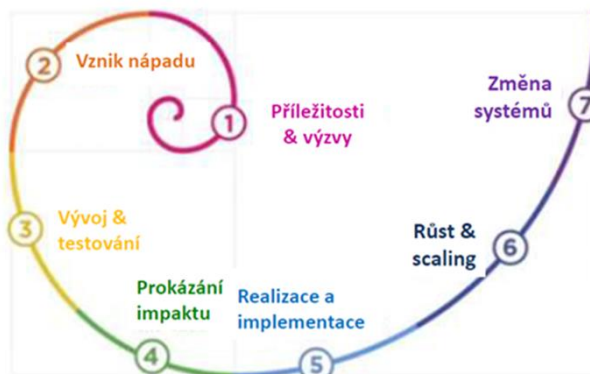 1
Příležitosti
& výzvy
2
Vznik nápadu
3
Vývoj &
testování
4
Prokázání
impaktu
5
Realizace a
implementace
6
Růst &
scaling
7
Změna
systémů